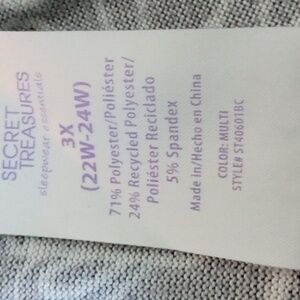 SECRET
TREASURES
sleepwear essentials
3X
(22W-24W)
71% Polyester/Poliéster
24% Recycled Polyester/
Poliéster Reciclado
5% Spandex
Made in/Hecho en China
COLOR: MULTI
STYLE# ST40601BC